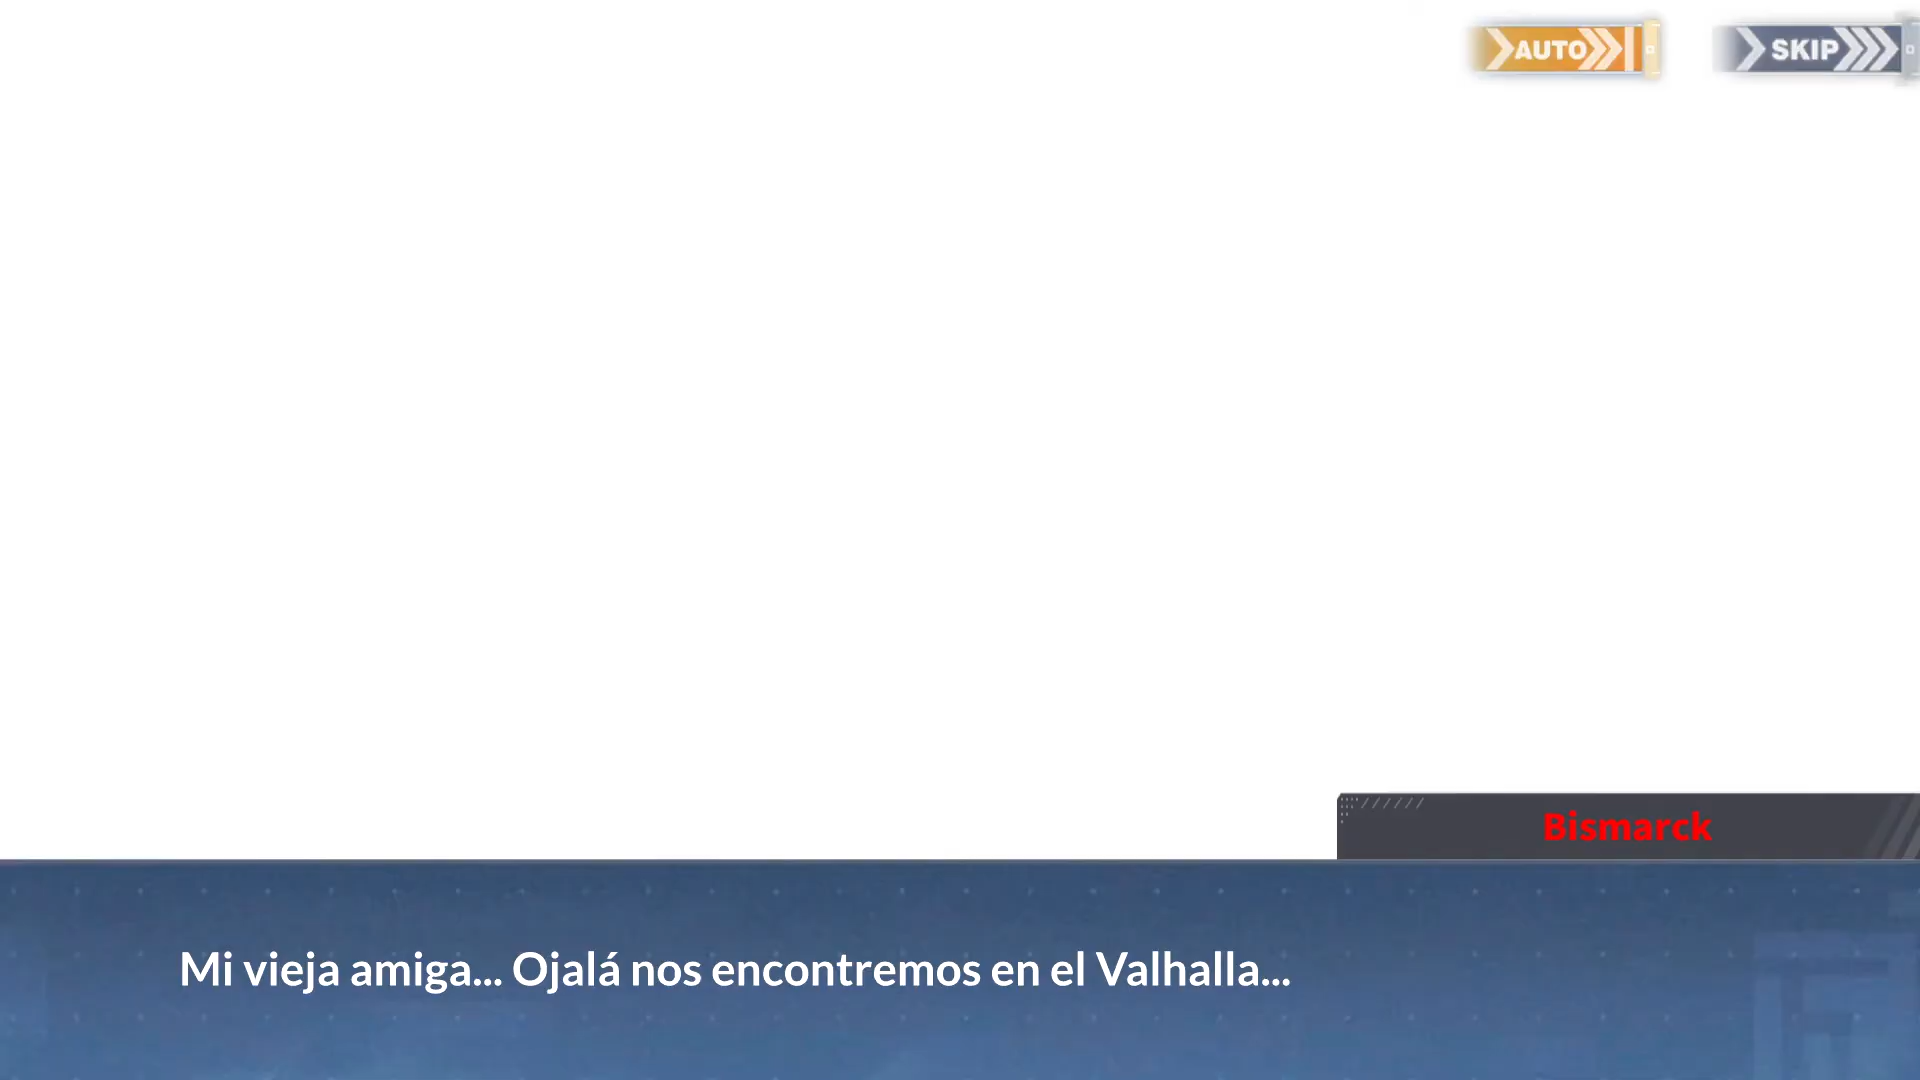 AUTO
SKIP
Bismarck
Mi vieja amiga... Ojalá nos encontremos en el Valhalla...